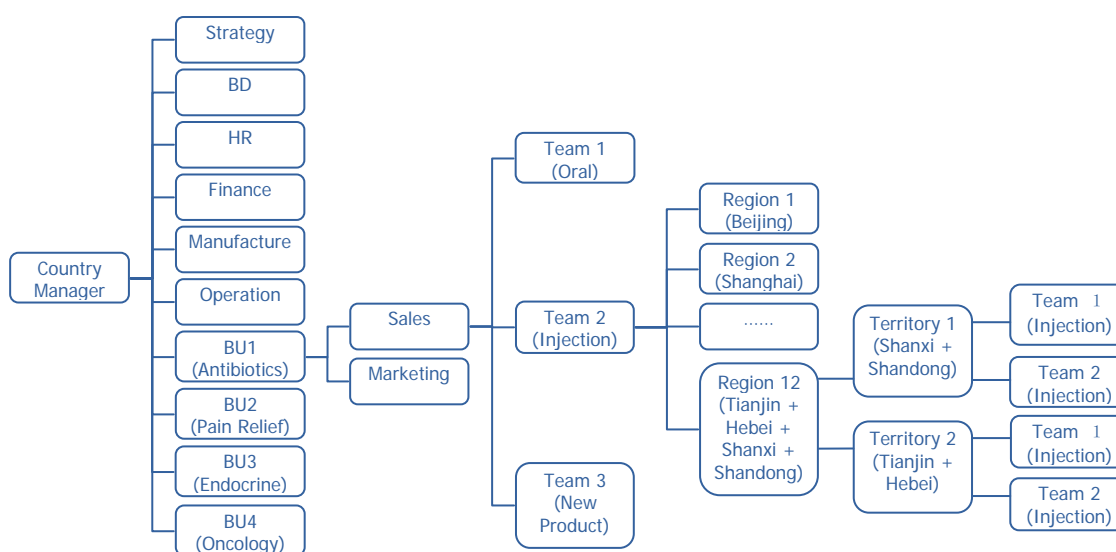 Strategy
BD
HR
Finance
Manufacture
Country
Manager
Operation
BU1
(Antibiotics)
BU2
(Pain Relief)
BU3
(Endocrine)
BU4
(Oncology)
Sales
Marketing
Team 1
(Oral)
Team 2
(Injection)
Team 3
(New
Product)
Region 1
(Beijing)
Region 2
(Shanghai)
......
Region 12
(Tianjin +
Hebei +
Shanxi +
Shandong)
Territory 1
(Shanxi +
Shandong)
Territory 2
(Tianjin +
Hebei)
Team 1
(Injection)
Team 2
(Injection)
Team 1
(Injection)
Team 2
(Injection)